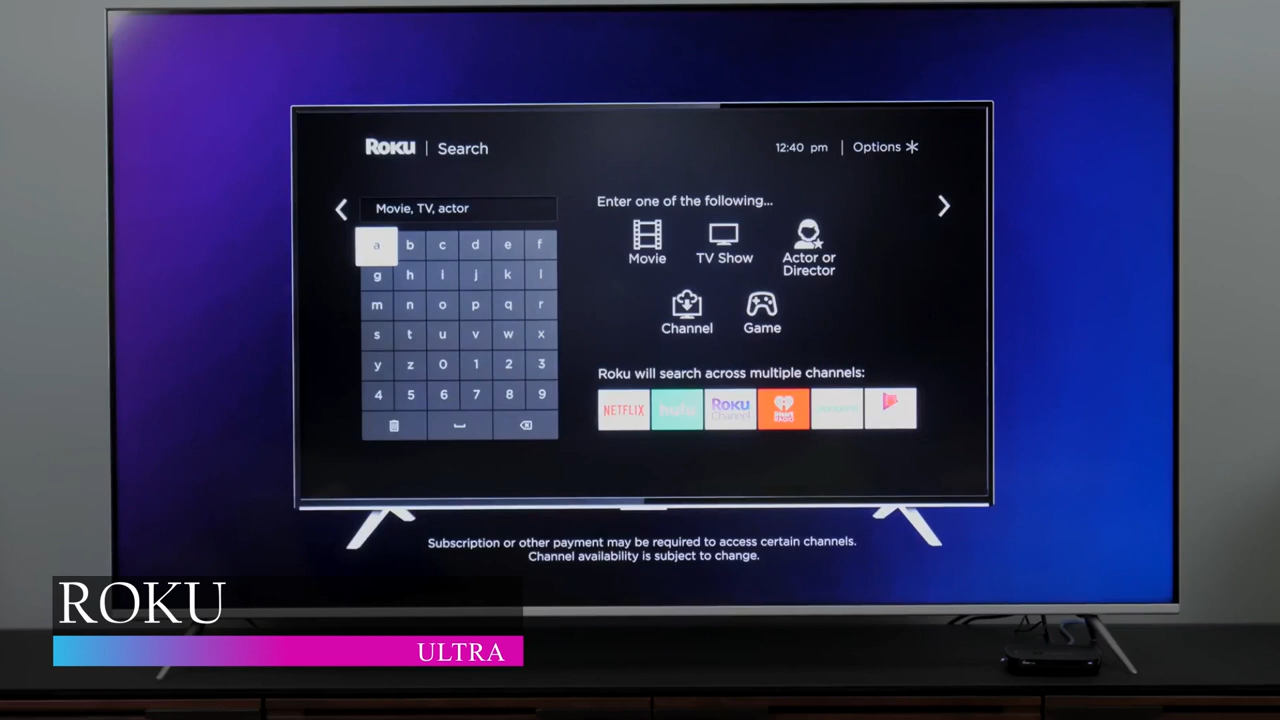 ROKU | Search
12:40 pm | Options
Movie, TV, actor
a b c d e f
g h i j k l
m n o p q r
s t u v w x
y z 0 1 2 3
4 5 6 7 8 9
Enter one of the following...
Movie
TV Show
Actor or
Director
Channel
Game
Roku will search across multiple channels:
NETFLIX
hulu
ROKU
Channel
iHeart
RADIO
Subscription or other payment may be required to access certain channels.
Channel availability is subject to change.
ROKU
ULTRA